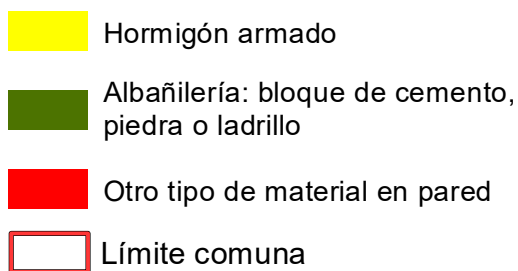 Hormigón armado
Albañilería: bloque de cemento,
piedra o ladrillo
Otro tipo de material en pared
Límite comuna